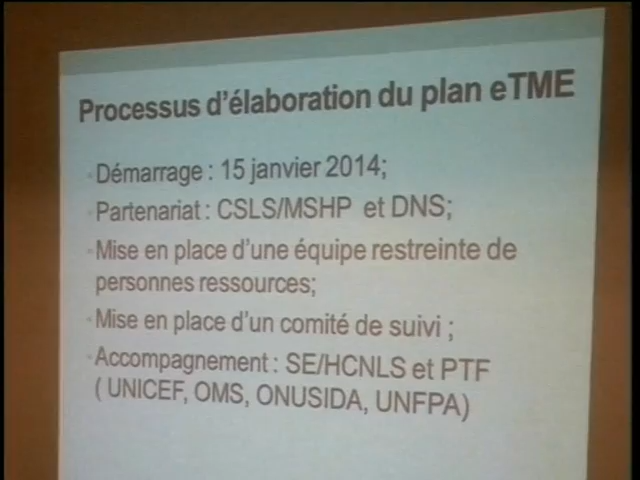 Processus d'élaboration du plan eTME
Démarrage : 15 janvier 2014;
Partenariat : CSLS/MSHP et DNS;
Mise en place d'une équipe restreinte de
personnes ressources;
Mise en place d'un comité de suivi ;
Accompagnement : SE/HCNLS et PTF
( UNICEF, OMS, ONUSIDA, UNFPA)